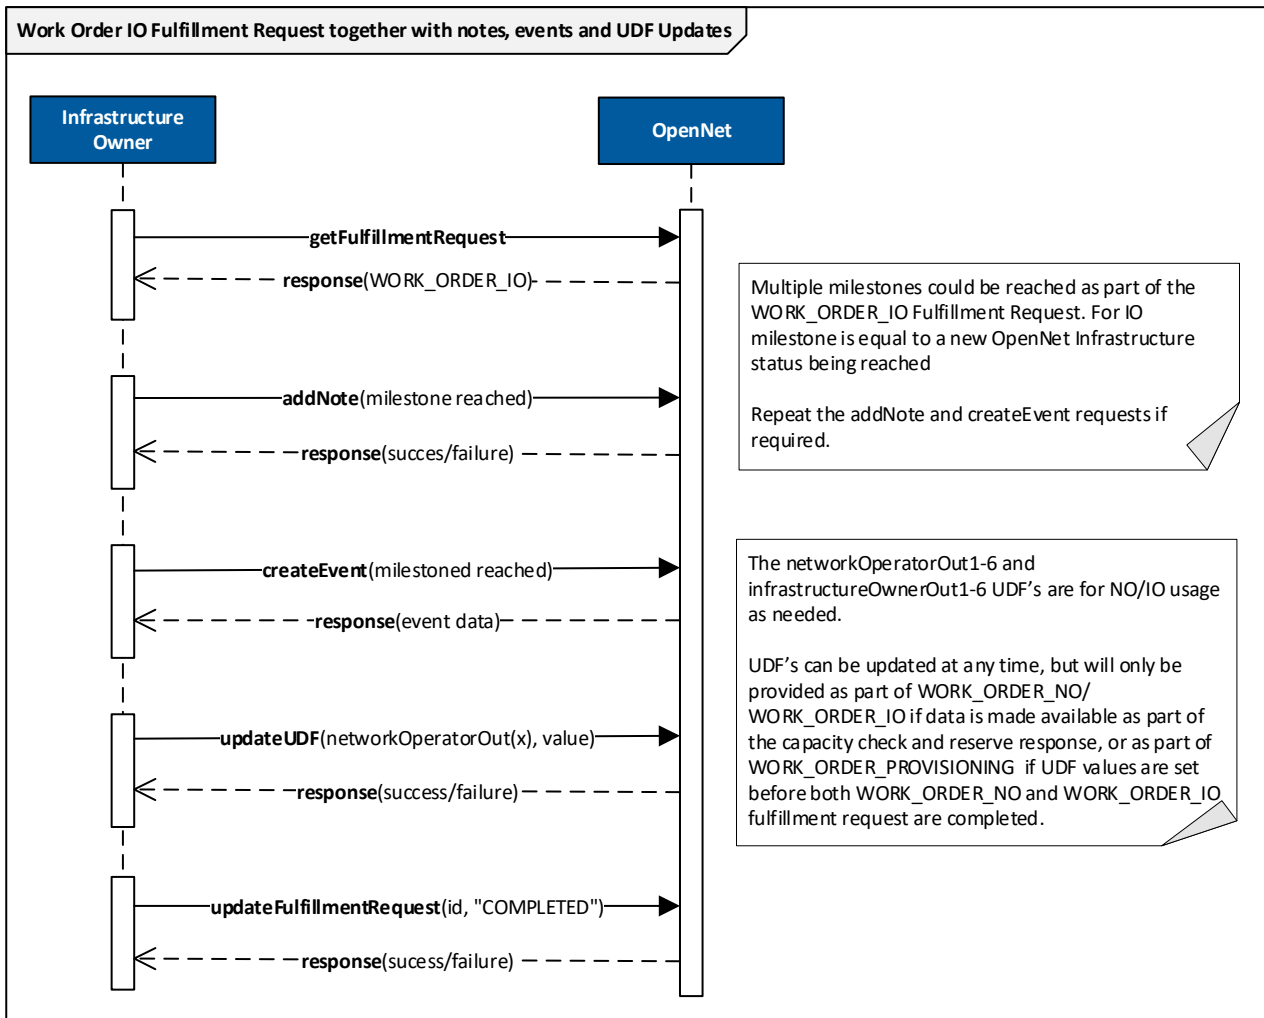 Work Order IO Fulfillment Request together with notes, events and UDF Updates
Infrastructure
Owner
OpenNet
getFulfillmentRequest
response(WORK_ORDER_IO)
addNote(milestone reached)
response(succes/failure)
createEvent(milestoned reached)
response(event data)
updateUDF(networkOperatorOut(x), value)
response(success/failure)
updateFulfillmentRequest(id, "COMPLETED")
response(sucess/failure)
Multiple milestones could be reached as part of the
WORK_ORDER_IO Fulfillment Request. For IO
milestone is equal to a new OpenNet Infrastructure
status being reached
Repeat the addNote and createEvent requests if
required.
The networkOperatorOut1-6 and
infrastructureOwnerOut1-6 UDF’s are for NO/IO usage
as needed.
UDF’s can be updated at any time, but will only be
provided as part of WORK_ORDER_NO/
WORK_ORDER_IO if data is made available as part of
the capacity check and reserve response, or as part of
WORK_ORDER_PROVISIONING if UDF values are set
before both WORK_ORDER_NO and WORK_ORDER_IO
fulfillment request are completed.